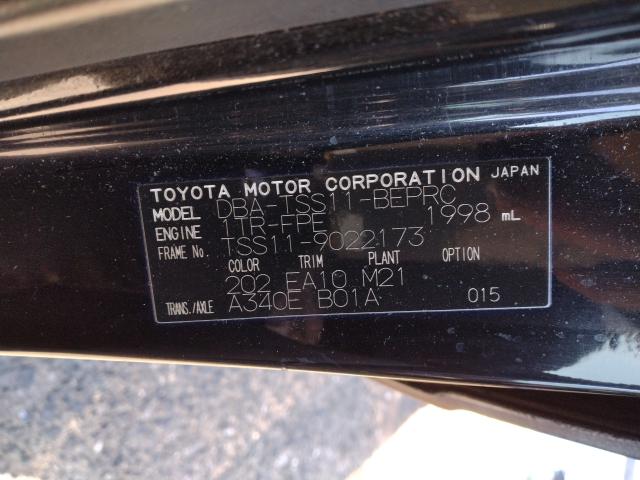 TOYOTA MOTOR CORPORATION JAPAN
MODEL DBA-TSS11-BEPRC
ENGINE 1TR-FPE 1998 mL
FRAME No. TSS11-9022173
COLOR TRIM PLANT OPTION
202 EA10 M21
TRANS./AXLE A340E B01A 015